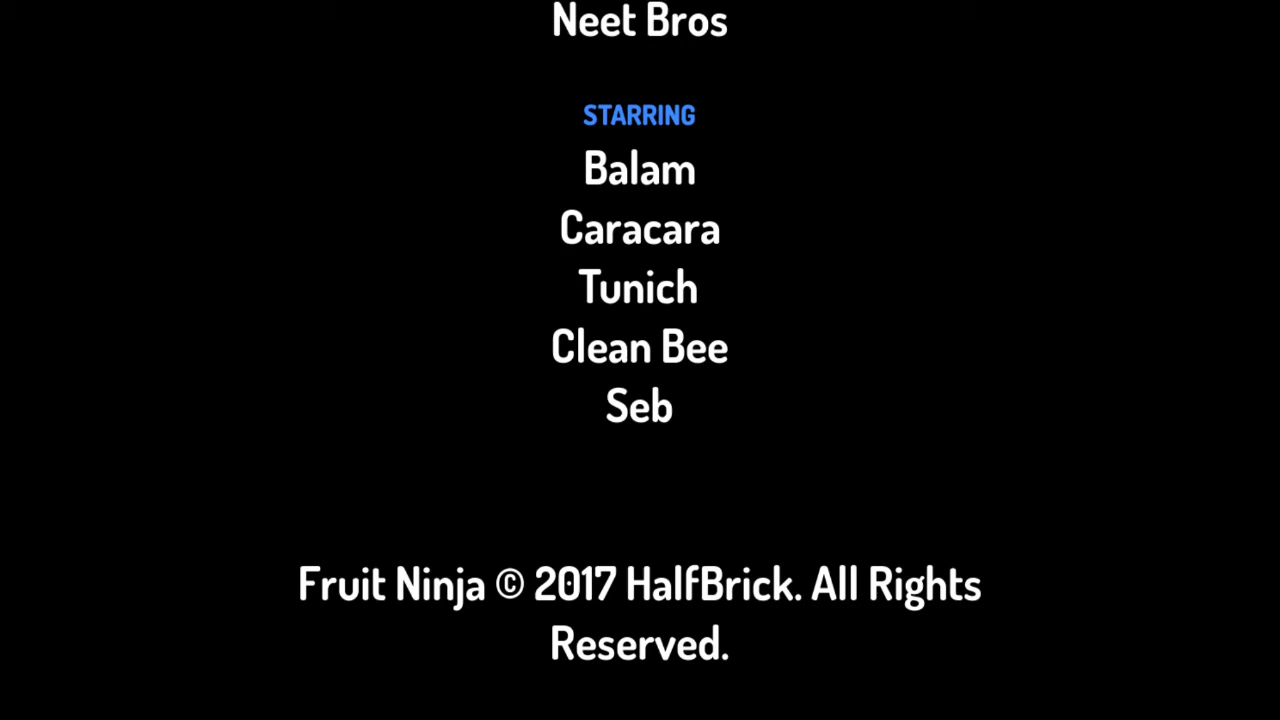 Neet Bros
STARRING
Balam
Caracara
Tunich
Clean Bee
Seb
Fruit Ninja © 2017 HalfBrick. All Rights
Reserved.